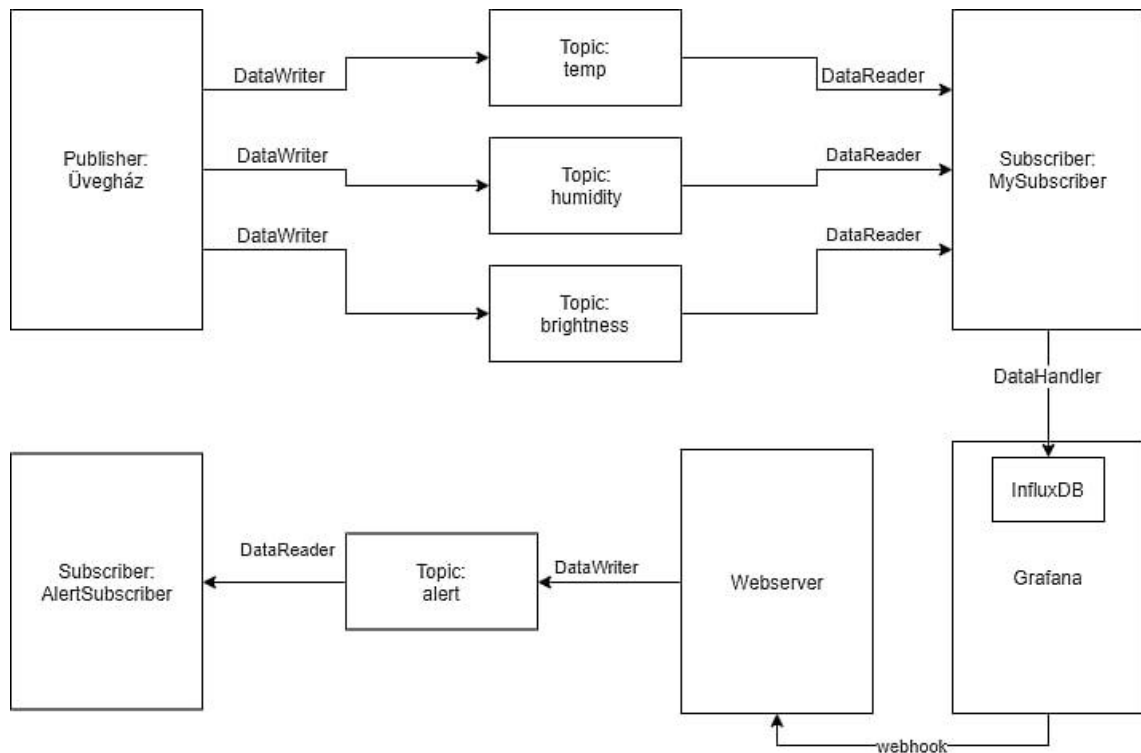 Publisher:
Üvegház
DataWriter
DataWriter
DataWriter
Topic:
temp
Topic:
humidity
Topic:
brightness
DataReader
DataReader
DataReader
Subscriber:
MySubscriber
DataHandler
InfluxDB
Grafana
webhook
Webserver
DataWriter
Topic:
alert
DataReader
Subscriber:
AlertSubscriber